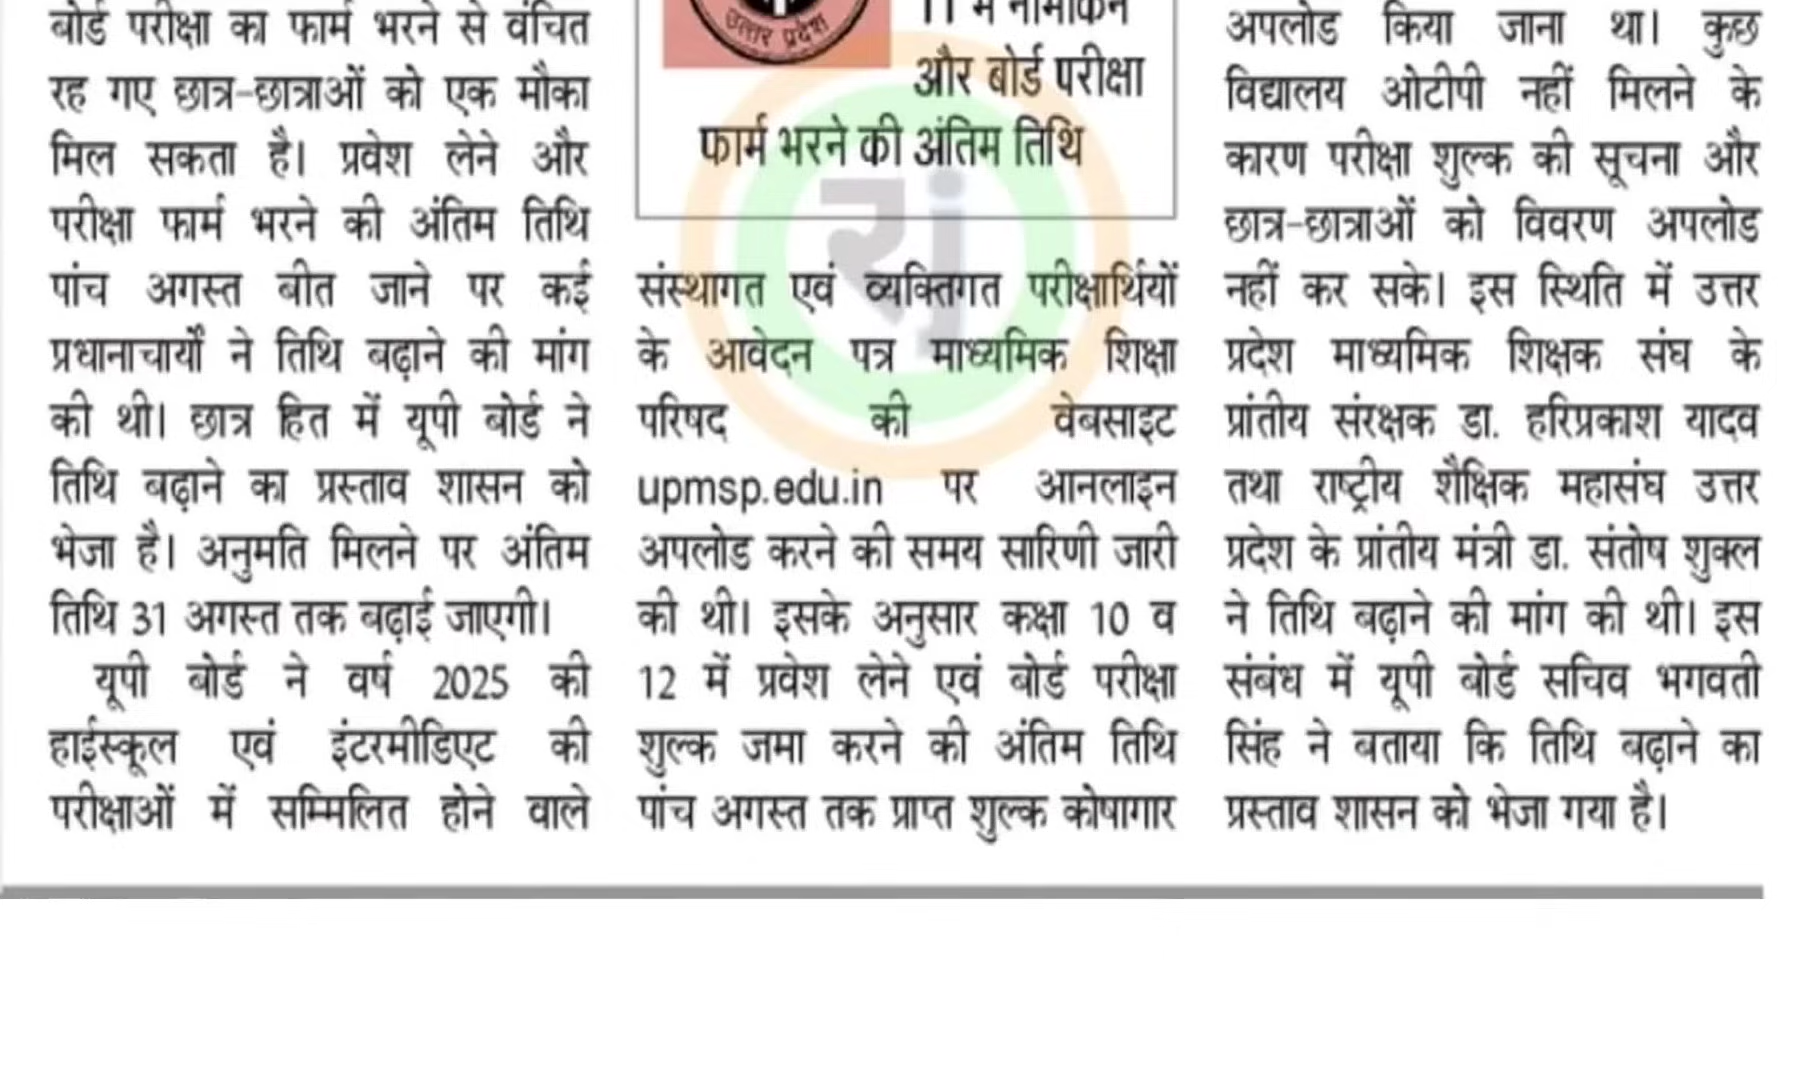 बोर्ड परीक्षा का फार्म भरने से वंचित
रह गए छात्र-छात्राओं को एक मौका
मिल सकता है। प्रवेश लेने और
परीक्षा फार्म भरने की अंतिम तिथि
पांच अगस्त बीत जाने पर कई
प्रधानाचार्यों ने तिथि बढ़ाने की मांग
की थी। छात्र हित में यूपी बोर्ड ने
तिथि बढ़ाने का प्रस्ताव शासन को
भेजा है। अनुमति मिलने पर अंतिम
तिथि 31 अगस्त तक बढ़ाई जाएगी।
यूपी बोर्ड ने वर्ष 2025 की
हाईस्कूल एवं इंटरमीडिएट की
परीक्षाओं में सम्मिलित होने वाले
उत्तर प्रदेश
11 में नामांकन
और बोर्ड परीक्षा
फार्म भरने की अंतिम तिथि
संस्थागत एवं व्यक्तिगत परीक्षार्थियों
के आवेदन पत्र माध्यमिक शिक्षा
परिषद की वेबसाइट
upmsp.edu.in पर आनलाइन
अपलोड करने की समय सारिणी जारी
की थी। इसके अनुसार कक्षा 10 व
12 में प्रवेश लेने एवं बोर्ड परीक्षा
शुल्क जमा करने की अंतिम तिथि
पांच अगस्त तक प्राप्त शुल्क कोषागार
अपलोड किया जाना था। कुछ
विद्यालय ओटीपी नहीं मिलने के
कारण परीक्षा शुल्क की सूचना और
छात्र-छात्राओं को विवरण अपलोड
नहीं कर सके। इस स्थिति में उत्तर
प्रदेश माध्यमिक शिक्षक संघ के
प्रांतीय संरक्षक डा. हरिप्रकाश यादव
तथा राष्ट्रीय शैक्षिक महासंघ उत्तर
प्रदेश के प्रांतीय मंत्री डा. संतोष शुक्ल
ने तिथि बढ़ाने की मांग की थी। इस
संबंध में यूपी बोर्ड सचिव भगवती
सिंह ने बताया कि तिथि बढ़ाने का
प्रस्ताव शासन को भेजा गया है।